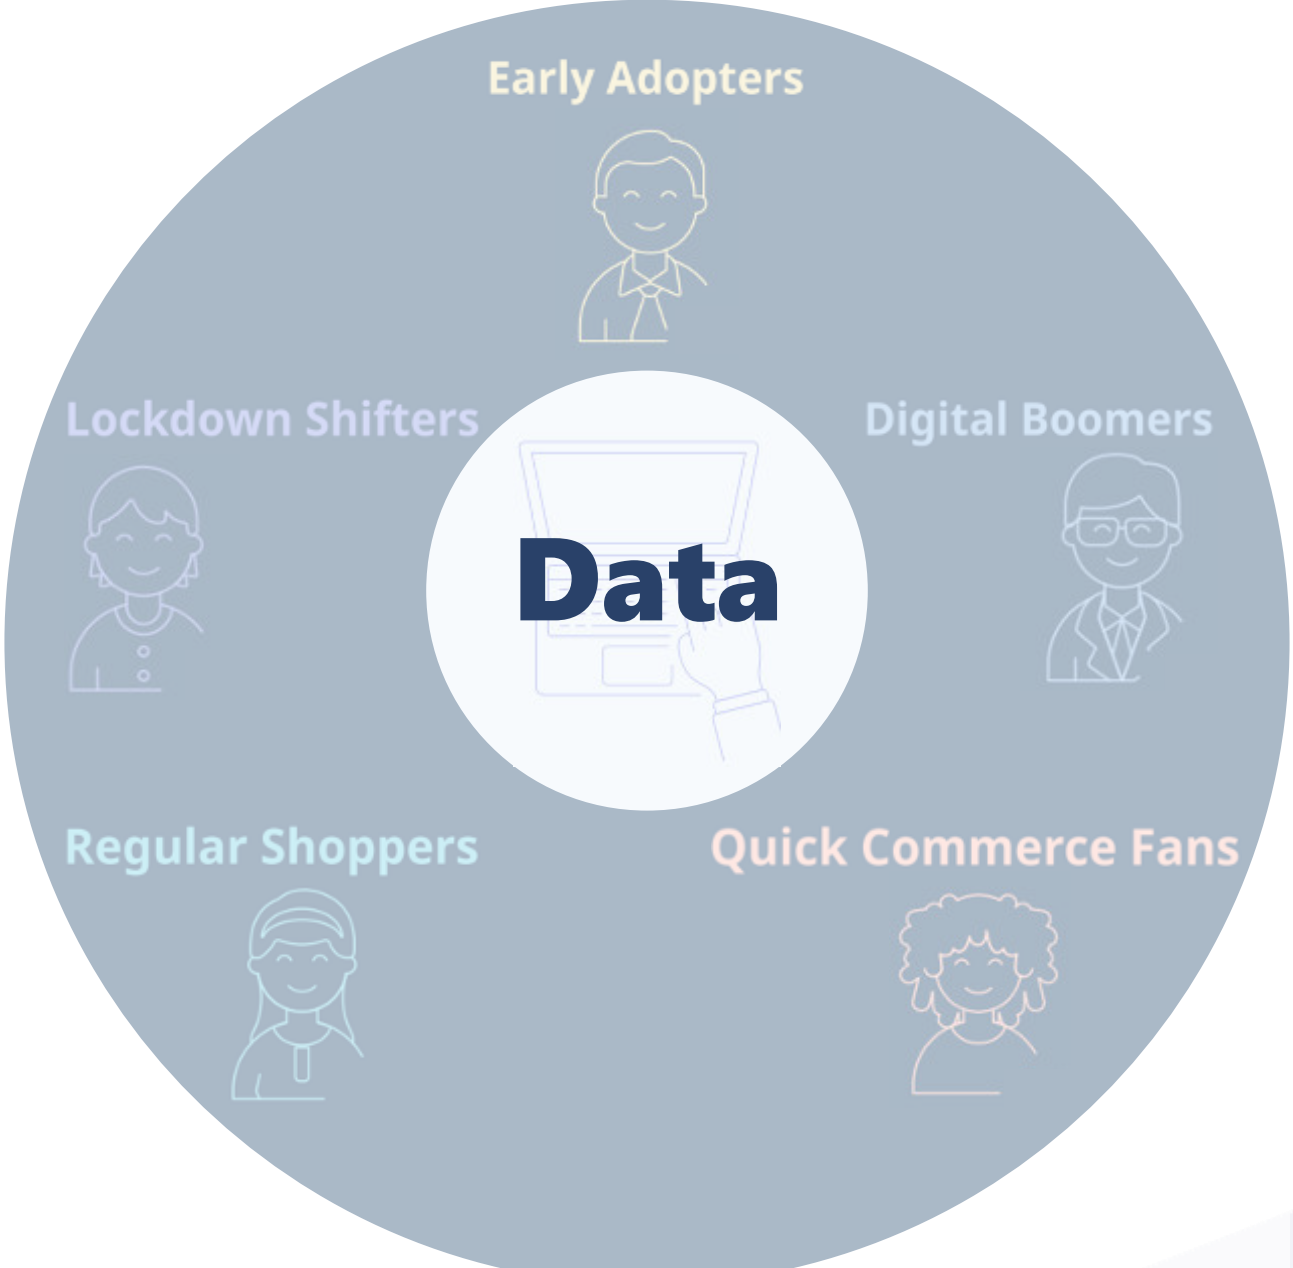 Early Adopters
Lockdown Shifters
Digital Boomers
Data
Regular Shoppers
Quick Commerce Fans